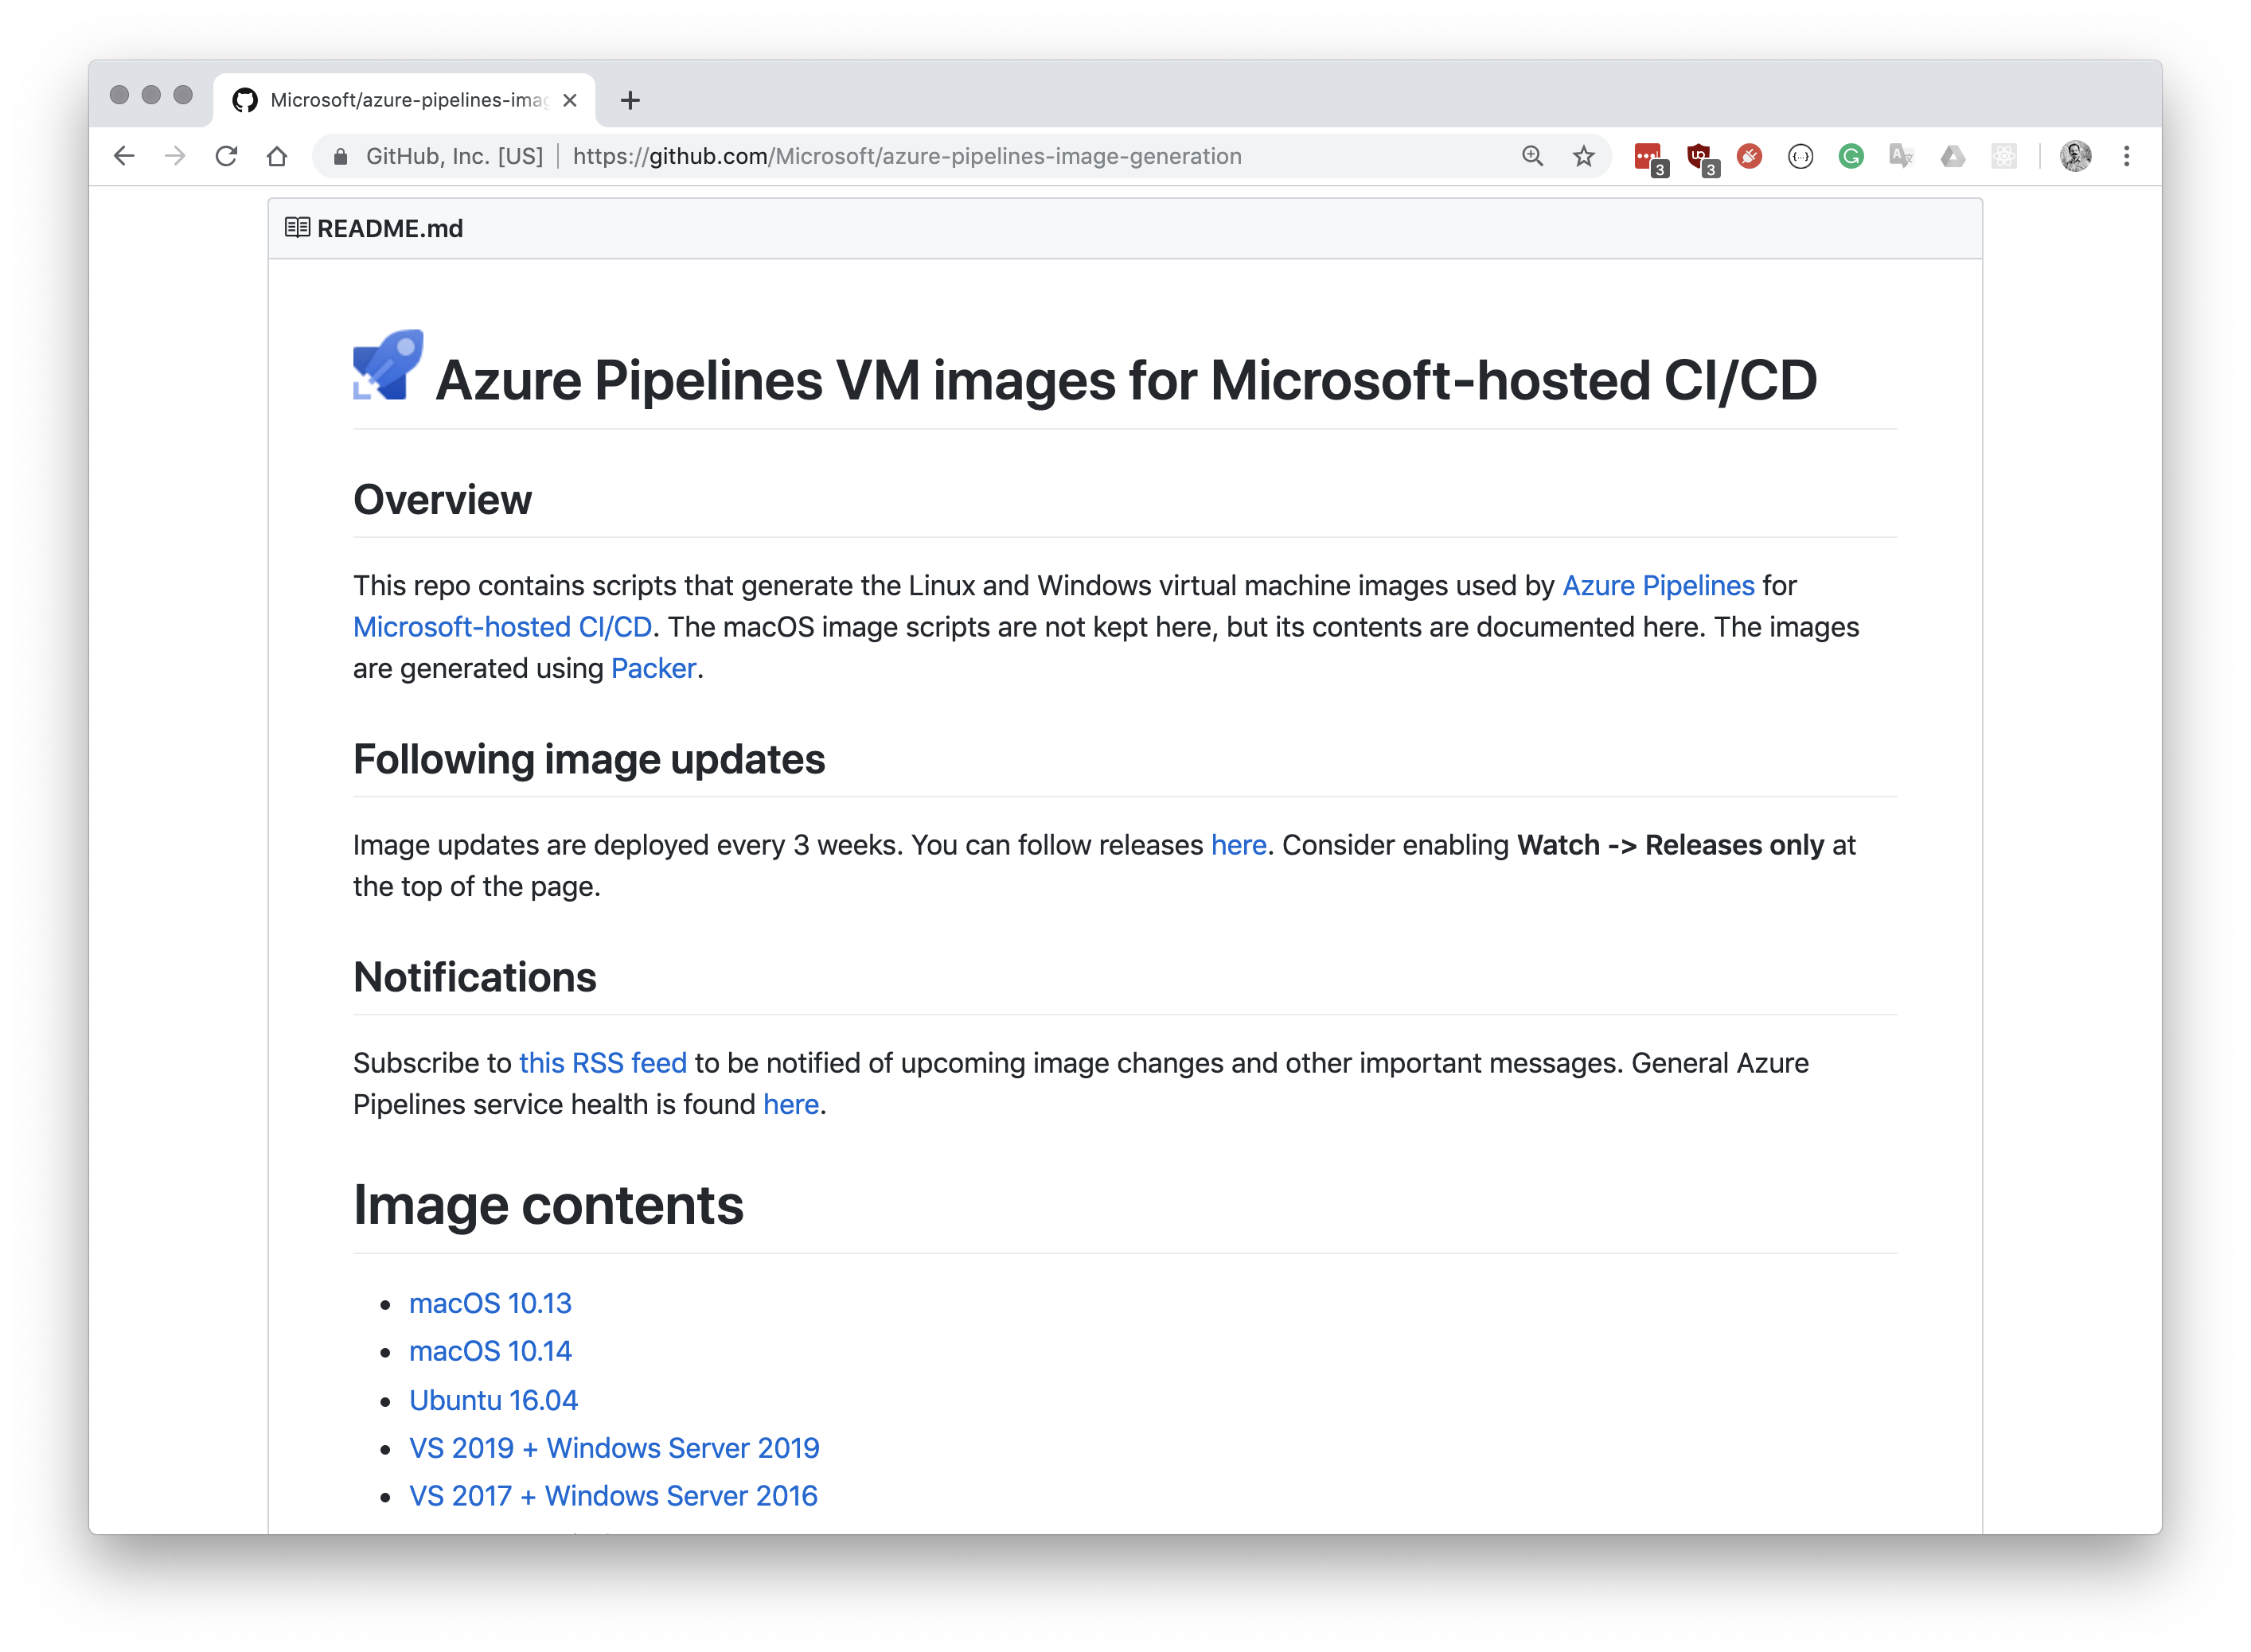 Microsoft/azure-pipelines-imag
GitHub, Inc. [US] https://github.com/Microsoft/azure-pipelines-image-generation
3
3
README.md
Azure Pipelines VM images for Microsoft-hosted CI/CD
Overview
This repo contains scripts that generate the Linux and Windows virtual machine images used by Azure Pipelines for
Microsoft-hosted CI/CD. The macOS image scripts are not kept here, but its contents are documented here. The images
are generated using Packer.
Following image updates
Image updates are deployed every 3 weeks. You can follow releases here. Consider enabling Watch -> Releases only at
the top of the page.
Notifications
Subscribe to this RSS feed to be notified of upcoming image changes and other important messages. General Azure
Pipelines service health is found here.
Image contents
macOS 10.13
macOS 10.14
Ubuntu 16.04
VS 2019 + Windows Server 2019
VS 2017 + Windows Server 2016